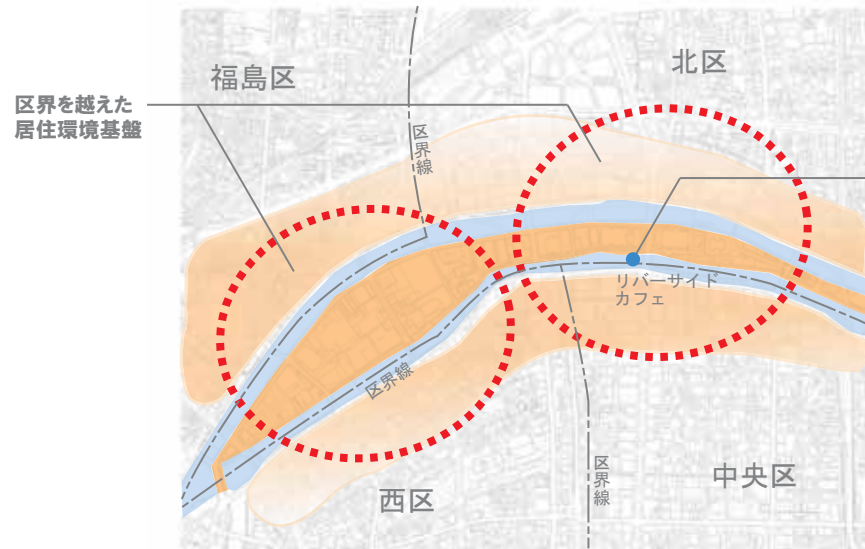 福島区
北区
区界を越えた
居住環境基盤
区界線
リバーサイド
カフェ
区界線
区界線
中央区
西区